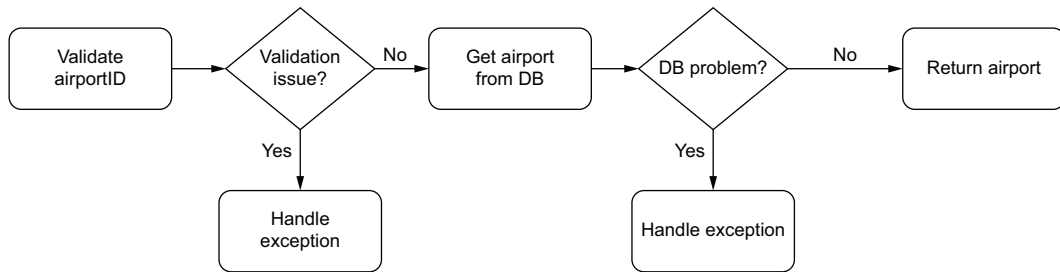 Validate
airportID
Validation
issue?
No
Get airport
from DB
DB problem?
No
Return airport
Yes
Handle
exception
Yes
Handle exception